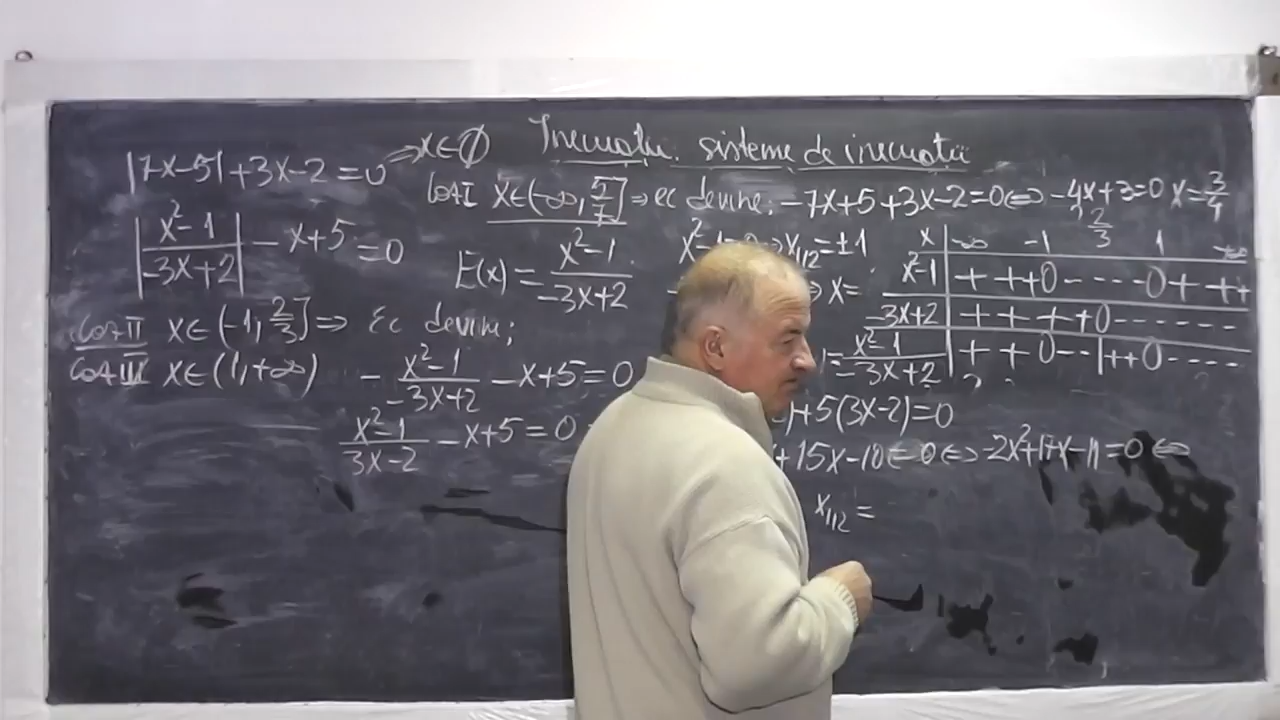 Inecuații. sisteme de inecuații
|7x-5|+3x-2=0 ⇒ x∈∅
Caz I x∈(-∞, 5/7] ⇒ ec devine: -7x+5+3x-2=0 ⇔ -4x+3=0 x=3/4
|x²-1 / -3x+2| - x+5 = 0
E(x) = x²-1 / -3x+2
x_{1,2} = ±1
⇒ x=
x | -∞ -1 2/3 1 +∞
x²-1 | + + + 0 - - - - 0 + + +
-3x+2 | + + + + 0 - - - - - -
= x²-1 / -3x+2 | + + 0 - - | + + 0 - - - -
Caz II x∈(-1, 2/3] ⇒ Ec devine:
Caz III x∈(1,+∞)
- x²-1 / -3x+2 - x+5 = 0
x²-1 / 3x-2 - x+5 = 0
)+5(3x-2)=0
+15x-10=0 ⇔ -2x²+17x-11=0 ⇔
x_{1,2} =